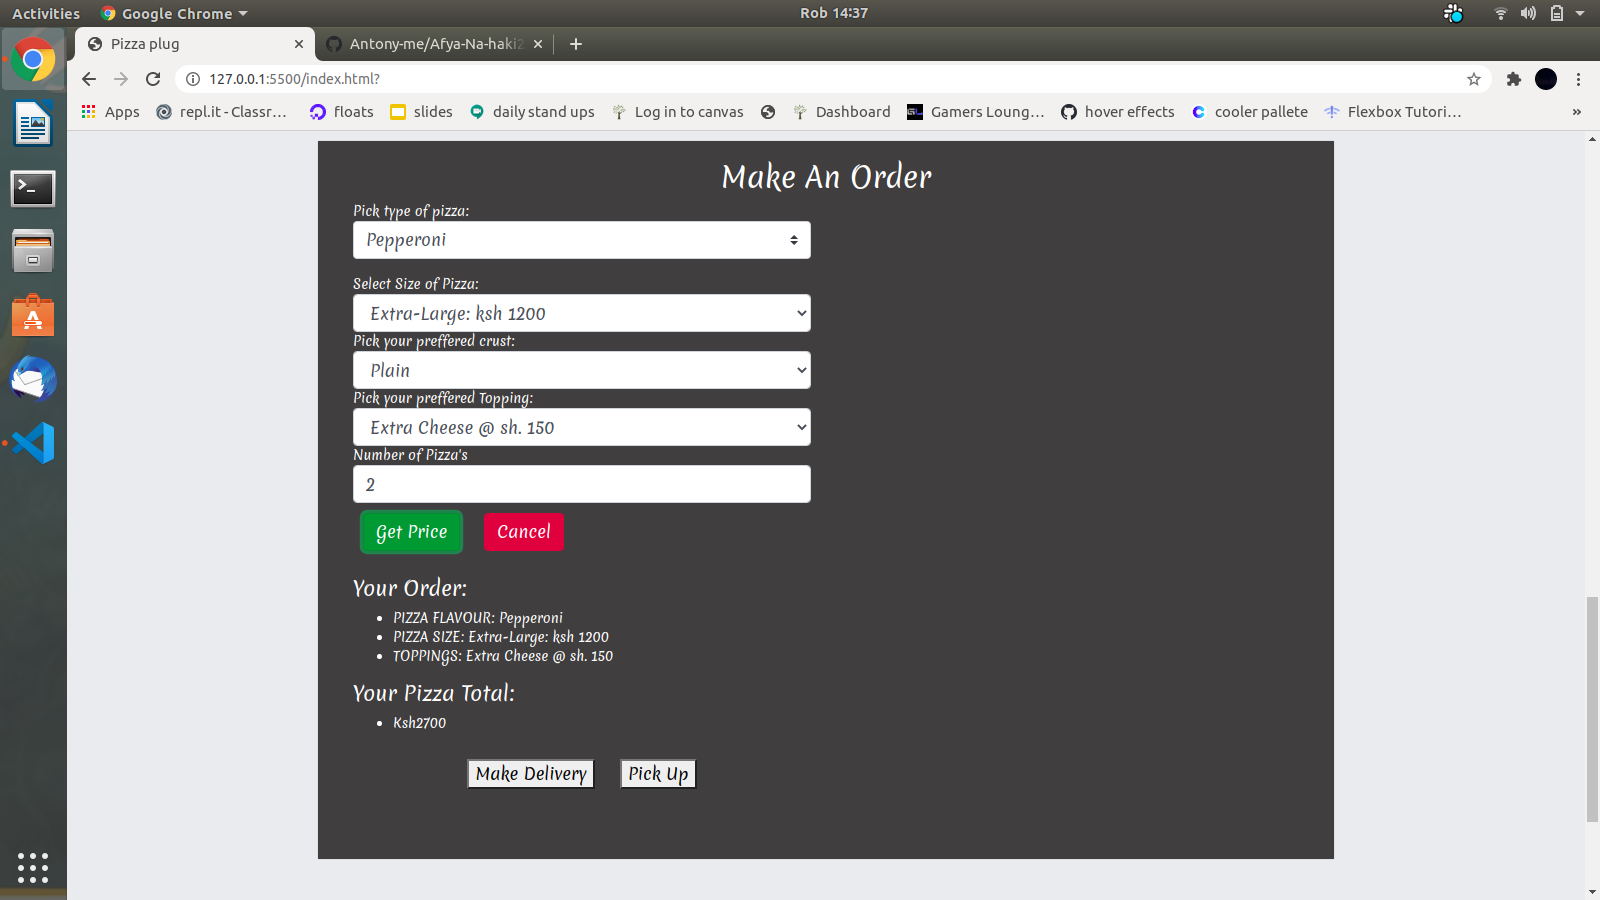 Activities Google Chrome Rob 14:37
Pizza plug Antony-me/Afya-Na-haki2
127.0.0.1:5500/index.html?
Apps repl.it - Classr… floats slides daily stand ups Log in to canvas Dashboard Gamers Loung… hover effects cooler pallete Flexbox Tutori… »
Make An Order
Pick type of pizza:
Pepperoni
Select Size of Pizza:
Extra-Large: ksh 1200
Pick your preffered crust:
Plain
Pick your preffered Topping:
Extra Cheese @ sh. 150
Number of Pizza's
2
Get Price Cancel
Your Order:
• PIZZA FLAVOUR: Pepperoni
• PIZZA SIZE: Extra-Large: ksh 1200
• TOPPINGS: Extra Cheese @ sh. 150
Your Pizza Total:
• Ksh2700
Make Delivery Pick Up